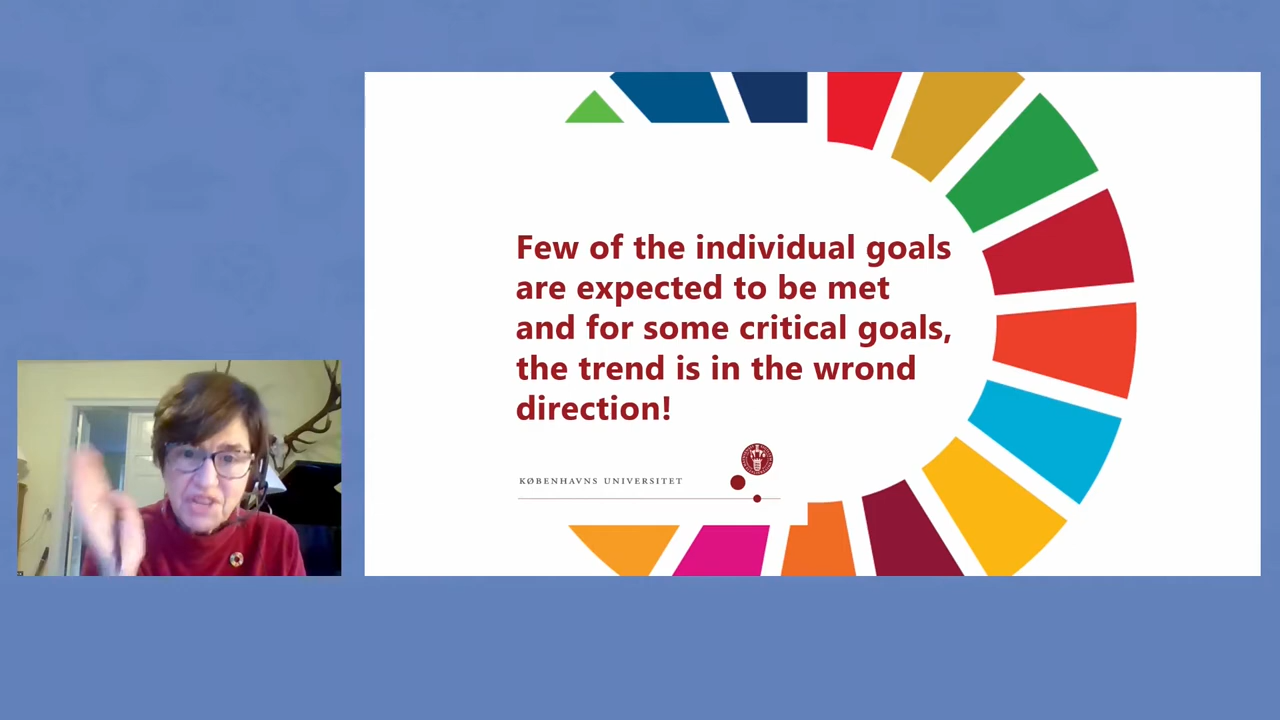 Few of the individual goals
are expected to be met
and for some critical goals,
the trend is in the wrond
direction!
KØBENHAVNS UNIVERSITET